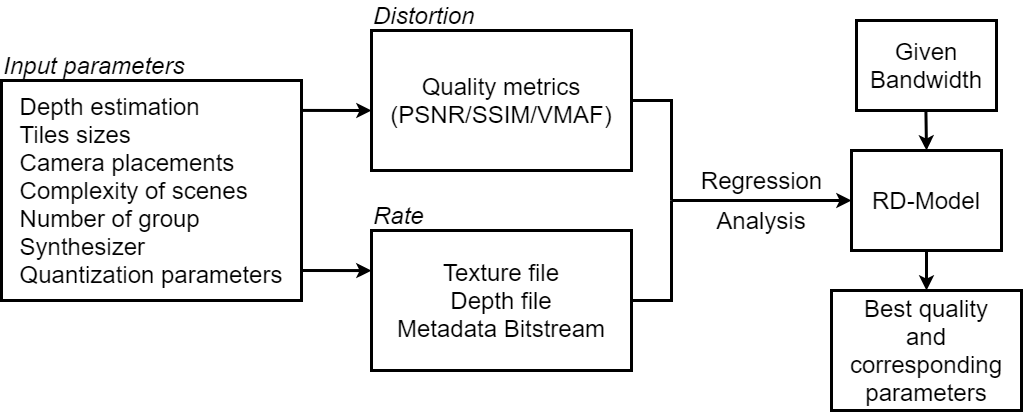 Input parameters
Depth estimation
Tiles sizes
Camera placements
Complexity of scenes
Number of group
Synthesizer
Quantization parameters
Distortion
Quality metrics
(PSNR/SSIM/VMAF)
Rate
Texture file
Depth file
Metadata Bitstream
Regression
Analysis
Given
Bandwidth
RD-Model
Best quality
and
corresponding
parameters